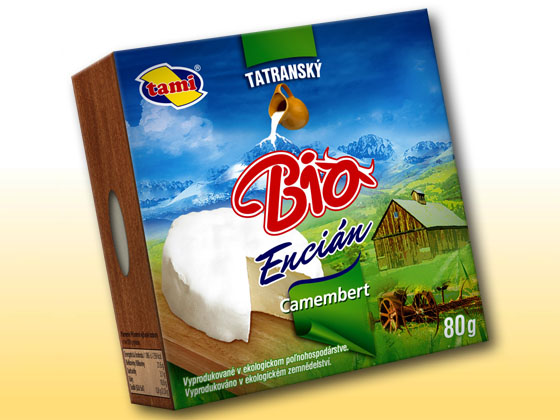 tami®
TATRANSKÝ
Bio
Encián
Camembert
80g
Vyprodukované v ekologickom poľnohospodárstve.
Vyprodukováno v ekologickém zemědělství.